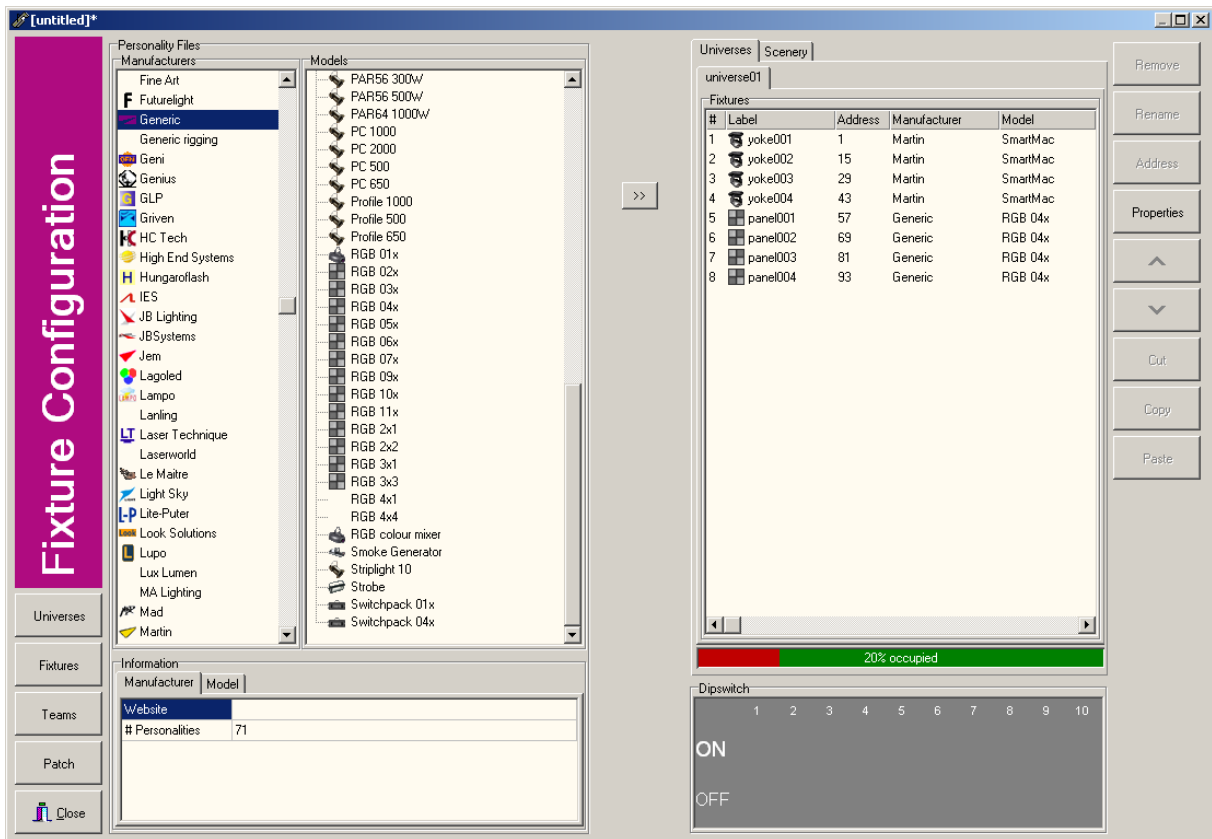 [untitled]*
Fixture Configuration
Universes
Fixtures
Teams
Patch
Close
Personality Files
Manufacturers
Fine Art
Futurelight
Generic
Generic rigging
Geni
Genius
GLP
Griven
HC Tech
High End Systems
Hungaroflash
IES
JB Lighting
JBSystems
Jem
Lagoled
Lampo
Lanling
Laser Technique
Laserworld
Le Maitre
Light Sky
Lite-Puter
Look Solutions
Lupo
Lux Lumen
MA Lighting
Mad
Martin
Models
PAR56 300W
PAR56 500W
PAR64 1000W
PC 1000
PC 2000
PC 500
PC 650
Profile 1000
Profile 500
Profile 650
RGB 01x
RGB 02x
RGB 03x
RGB 04x
RGB 05x
RGB 06x
RGB 07x
RGB 09x
RGB 10x
RGB 11x
RGB 2x1
RGB 2x2
RGB 3x1
RGB 3x3
RGB 4x1
RGB 4x4
RGB colour mixer
Smoke Generator
Striplight 10
Strobe
Switchpack 01x
Switchpack 04x
Information
Manufacturer Model
Website
# Personalities 71
>>
Universes Scenery
universe01
Fixtures
# Label Address Manufacturer Model
1 yoke001 1 Martin SmartMac
2 yoke002 15 Martin SmartMac
3 yoke003 29 Martin SmartMac
4 yoke004 43 Martin SmartMac
5 panel001 57 Generic RGB 04x
6 panel002 69 Generic RGB 04x
7 panel003 81 Generic RGB 04x
8 panel004 93 Generic RGB 04x
20% occupied
Dipswitch
1 2 3 4 5 6 7 8 9 10
ON
OFF
Remove
Rename
Address
Properties
Cut
Copy
Paste